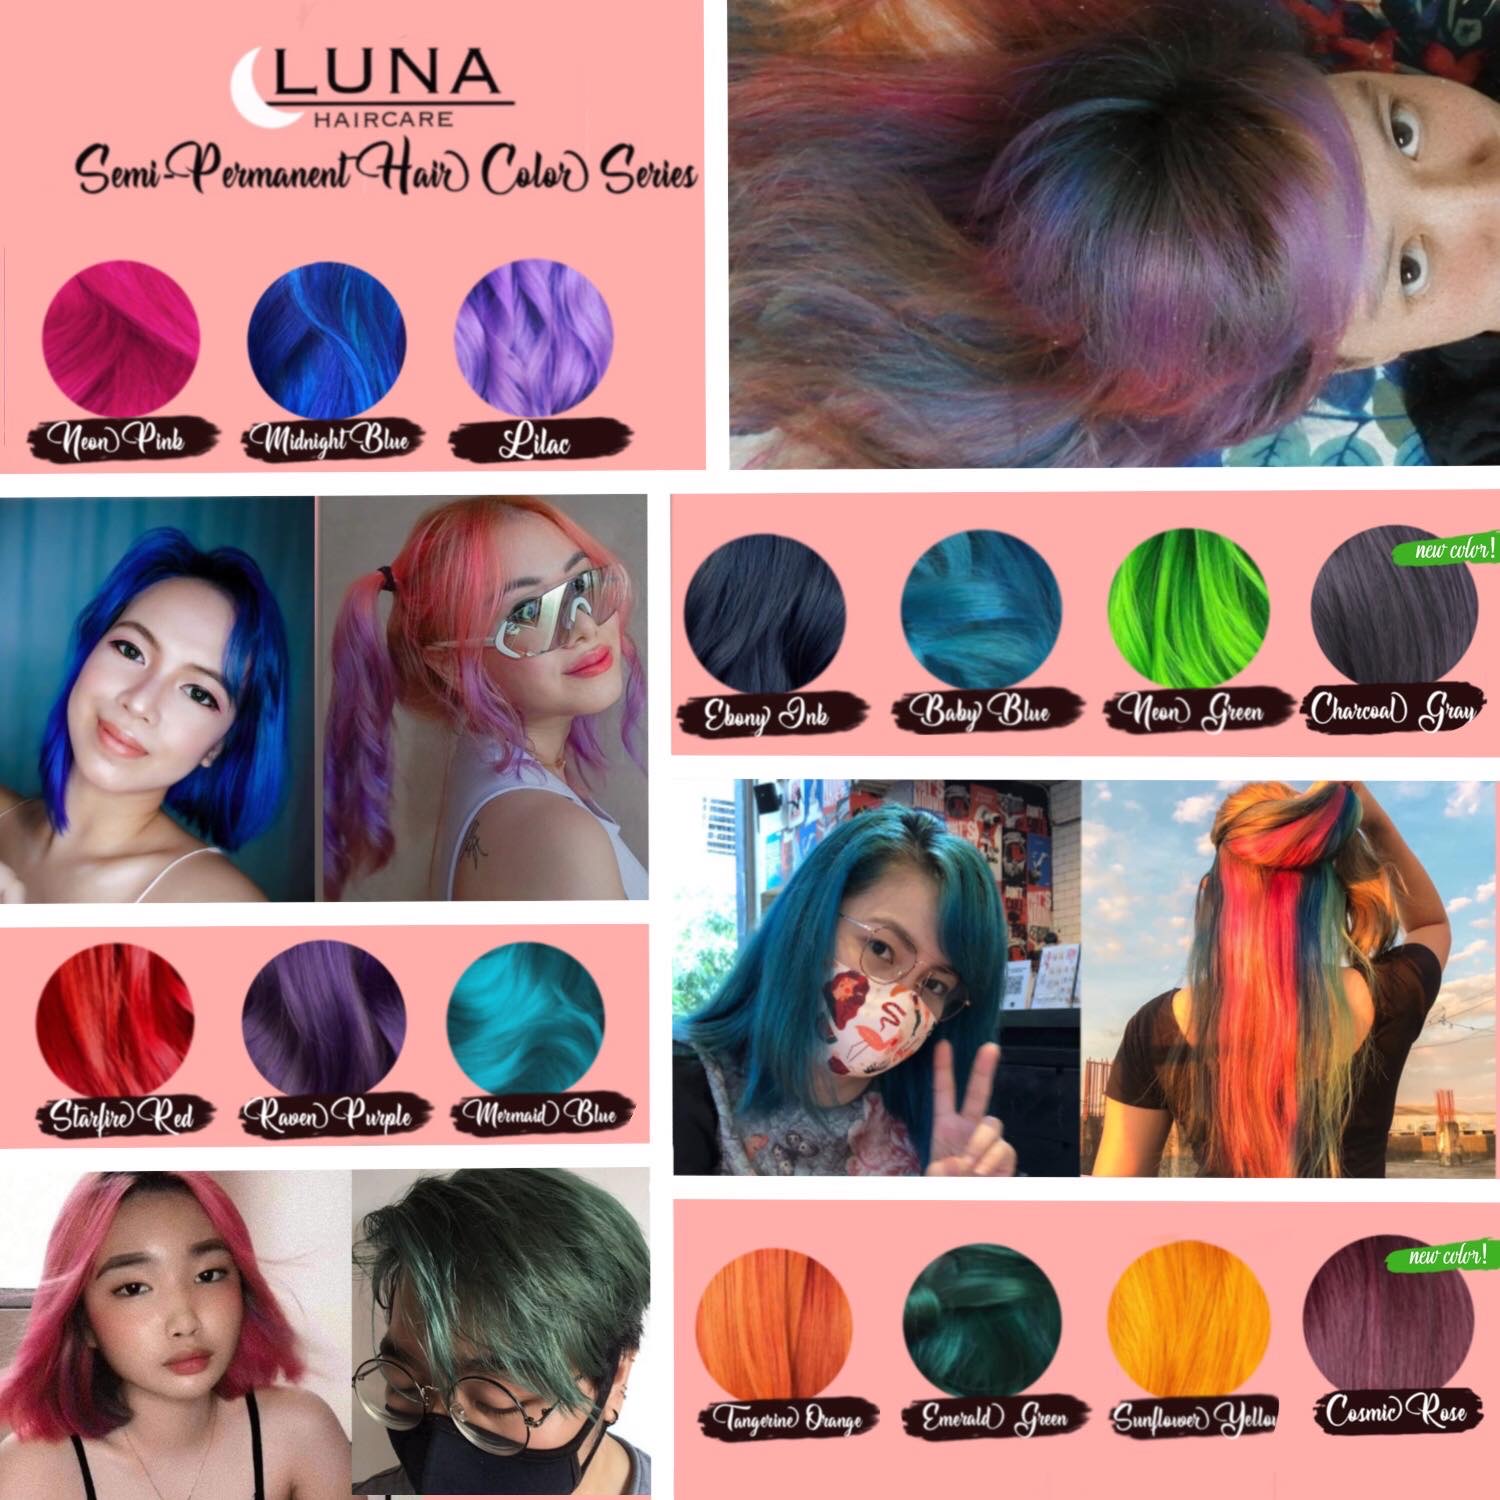 LUNA
HAIRCARE
Semi-Permanent Hair Color Series
Neon Pink
Midnight Blue
Lilac
new color!
Ebony Ink
Baby Blue
Neon Green
Charcoal Gray
Starfire Red
Raven Purple
Mermaid Blue
new color!
Tangerine Orange
Emerald Green
Sunflower Yellow
Cosmic Rose